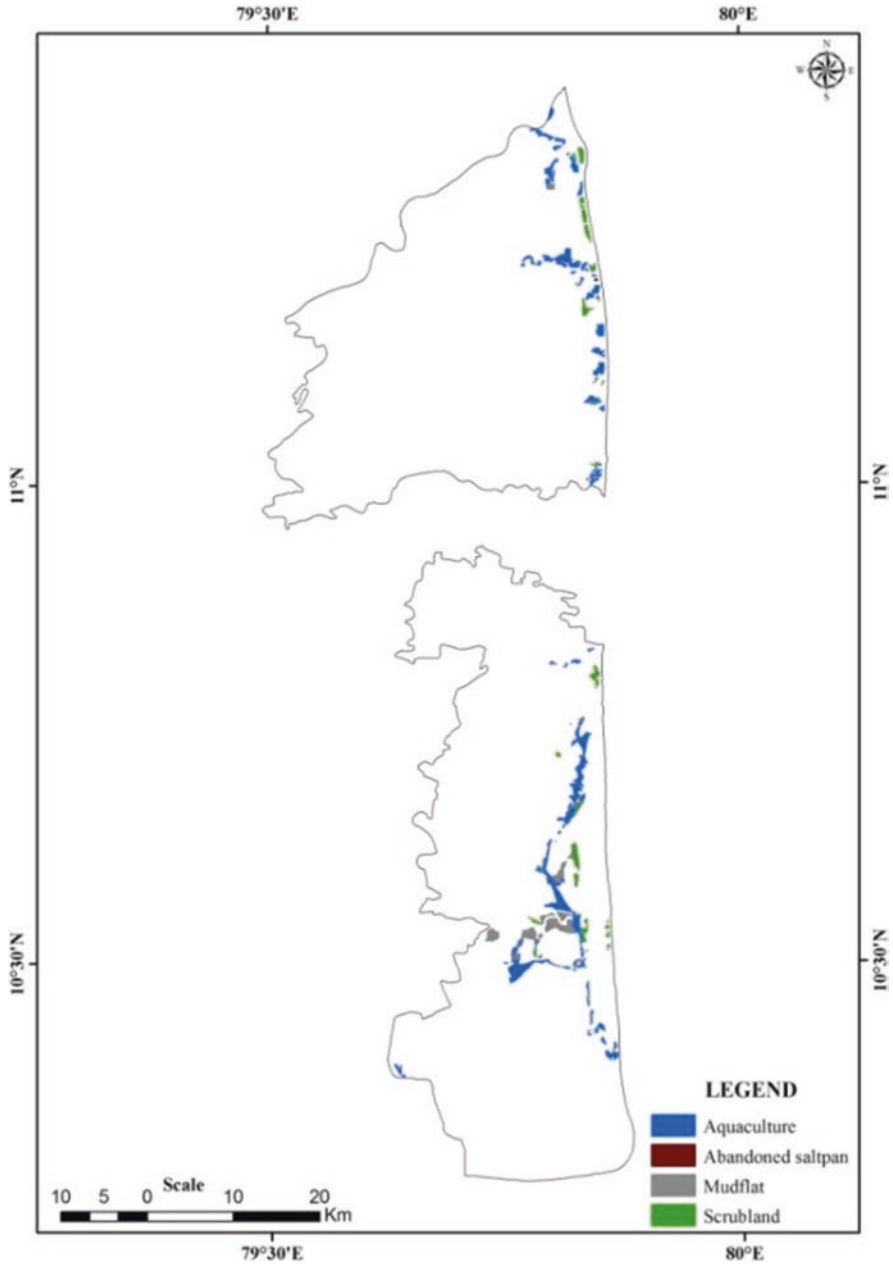 79°30'E 80°E
N
W E
S
11°N 11°N
10°30'N 10°30'N
LEGEND
Aquaculture
Abandoned saltpan
Mudflat
Scrubland
Scale
10 5 0 10 20
Km
79°30'E 80°E